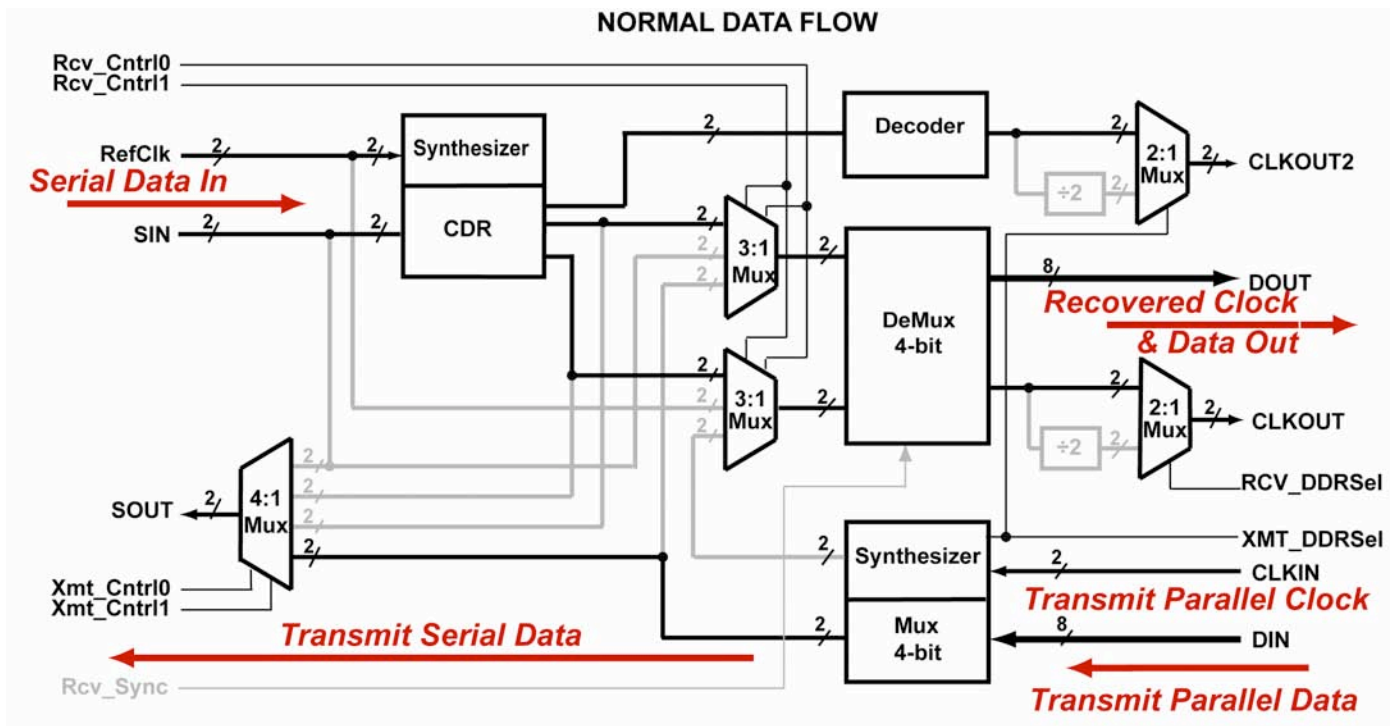 NORMAL DATA FLOW
Rcv_Cntrl0
Rcv_Cntrl1
RefClk
2
2
Synthesizer
2
Decoder
2
2:1
Mux
2
CLKOUT2
÷2
2
Serial Data In
SIN
2
2
CDR
2
2
2
3:1
Mux
2
DeMux
4-bit
8
DOUT
Recovered Clock
& Data Out
2
2
2
3:1
Mux
2
2
2:1
Mux
2
CLKOUT
÷2
2
RCV_DDRSel
SOUT
2
4:1
Mux
2
2
2
2
Xmt_Cntrl0
Xmt_Cntrl1
2
Synthesizer
XMT_DDRSel
2
CLKIN
Transmit Parallel Clock
Transmit Serial Data
2
Mux
4-bit
8
DIN
Rcv_Sync
Transmit Parallel Data